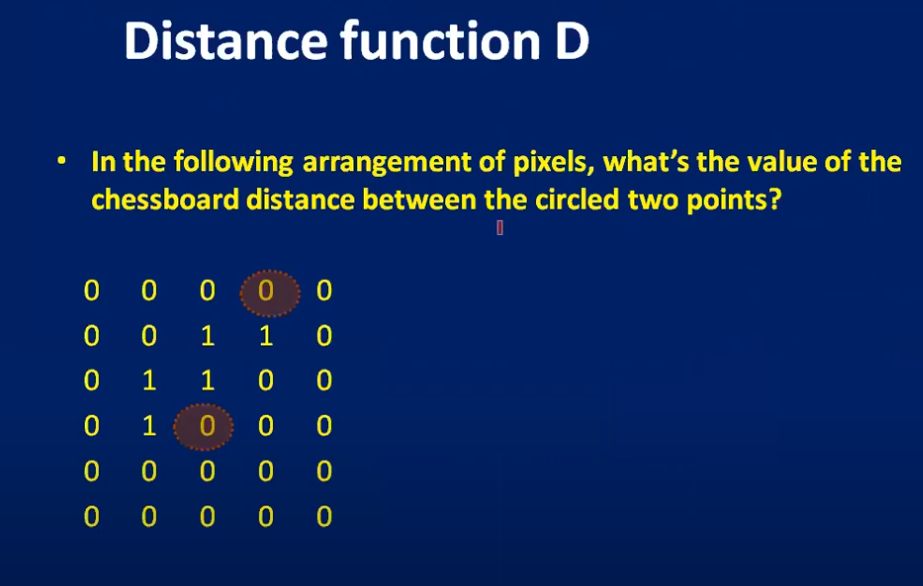 Distance function D
• In the following arrangement of pixels, what's the value of the
chessboard distance between the circled two points?
0 0 0 0 0
0 0 1 1 0
0 1 1 0 0
0 1 0 0 0
0 0 0 0 0
0 0 0 0 0